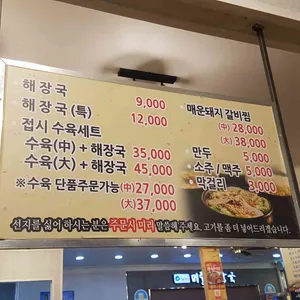 해장국 9,000
해장국(특) 12,000
접시 수육세트
수육(中) + 해장국 35,000
수육(大) + 해장국 45,000
※수육 단품주문가능 (中) 27,000
(大) 37,000
매운돼지 갈비찜
(中) 28,000
(大) 38,000
만두 5,000
소주 / 맥주 5,000
막걸리 3,000
선지를 싫어 하시는 분은 주문시 미리 말씀해 주세요. 고기를 좀 더 넣어드리겠습니다.